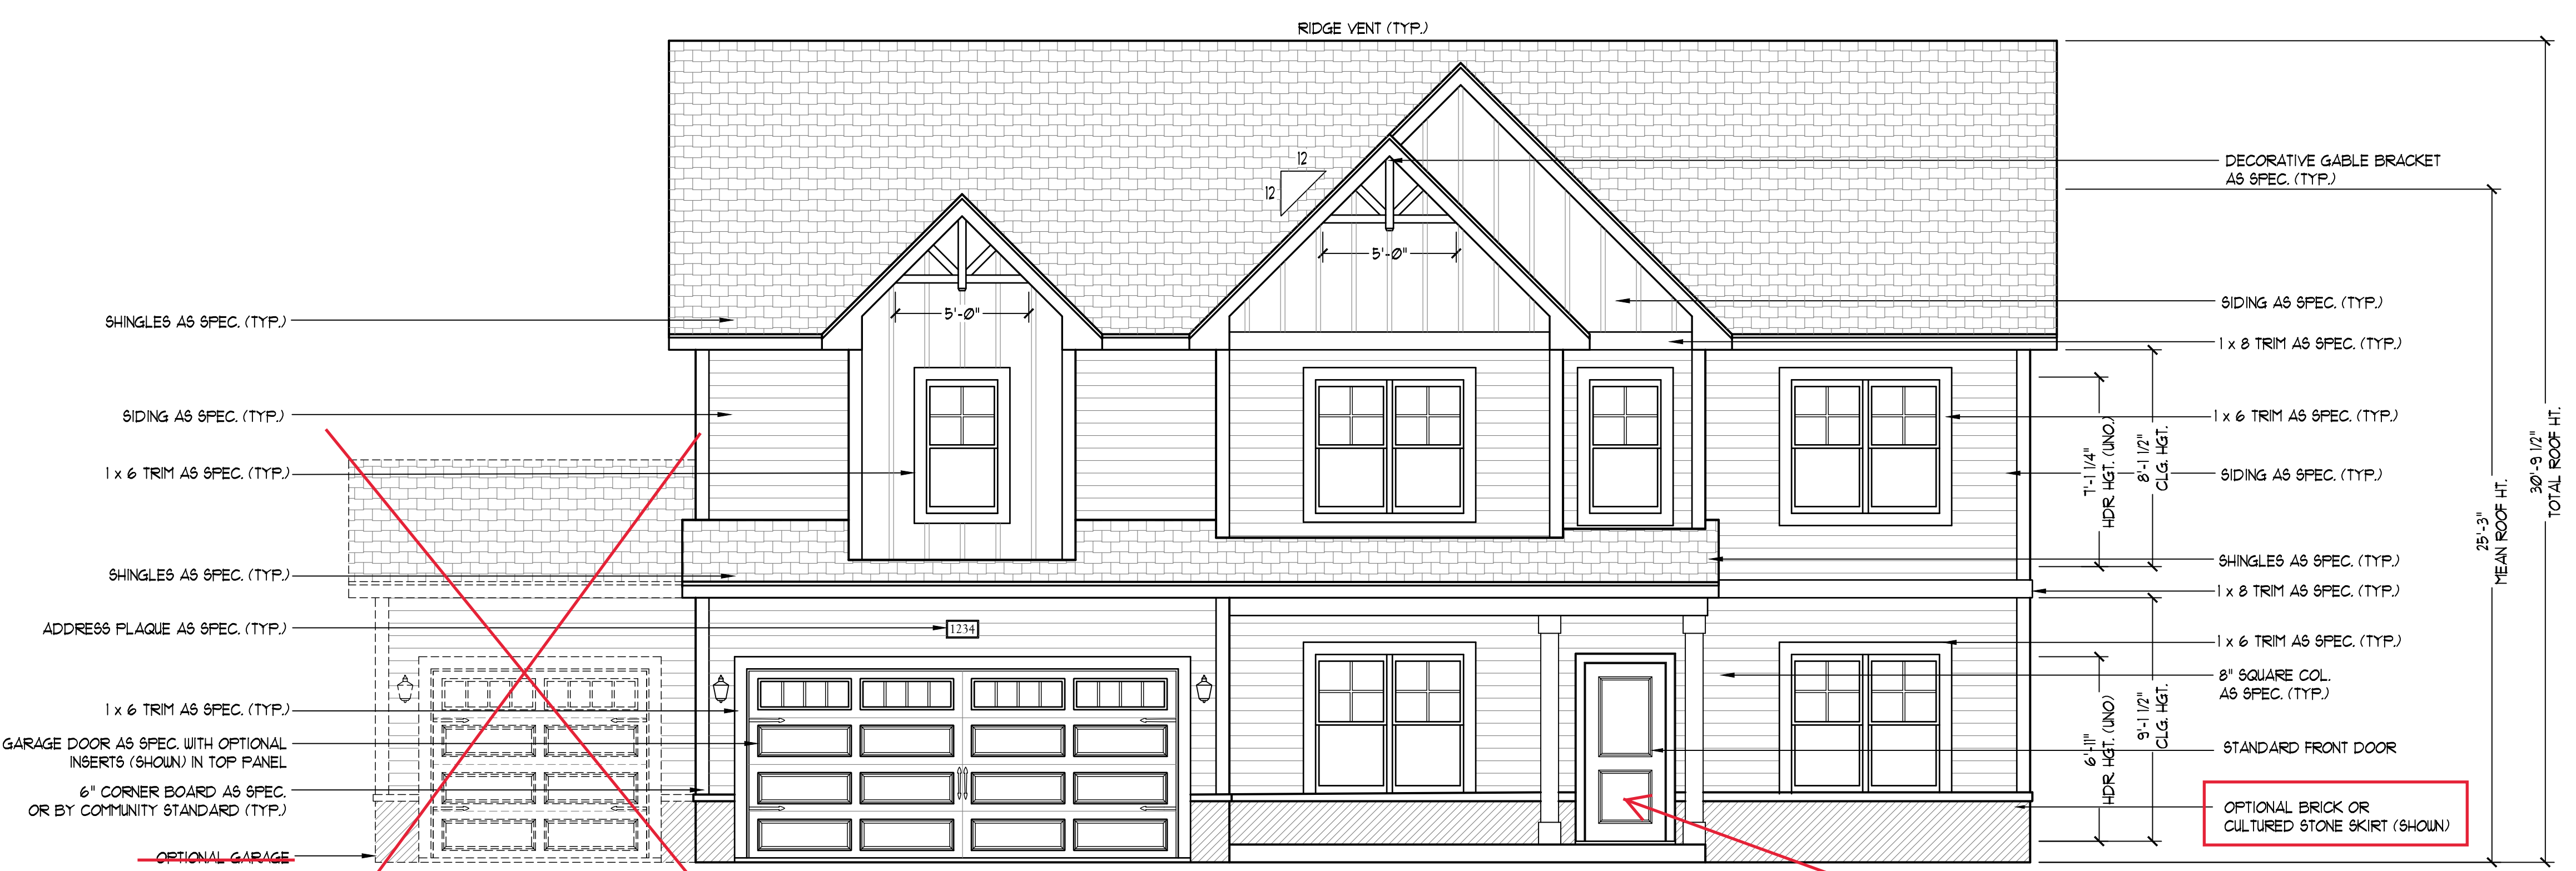 RIDGE VENT (TYP.)
12
12
5'-0"
5'-0"
SHINGLES AS SPEC. (TYP.)
SIDING AS SPEC. (TYP.)
1 x 6 TRIM AS SPEC. (TYP.)
SHINGLES AS SPEC. (TYP.)
ADDRESS PLAQUE AS SPEC. (TYP.)
1234
1 x 6 TRIM AS SPEC. (TYP.)
GARAGE DOOR AS SPEC. WITH OPTIONAL
INSERTS (SHOWN) IN TOP PANEL
6" CORNER BOARD AS SPEC.
OR BY COMMUNITY STANDARD (TYP.)
OPTIONAL GARAGE
DECORATIVE GABLE BRACKET
AS SPEC. (TYP.)
SIDING AS SPEC. (TYP.)
1 x 8 TRIM AS SPEC. (TYP.)
1 x 6 TRIM AS SPEC. (TYP.)
SIDING AS SPEC. (TYP.)
SHINGLES AS SPEC. (TYP.)
1 x 8 TRIM AS SPEC. (TYP.)
1 x 6 TRIM AS SPEC. (TYP.)
8" SQUARE COL.
AS SPEC. (TYP.)
STANDARD FRONT DOOR
OPTIONAL BRICK OR
CULTURED STONE SKIRT (SHOWN)
7'-1 1/4"
HDR. HGT. (UNO.)
8'-1 1/2"
CLG. HGT.
6'-11"
HDR. HGT. (UNO)
9'-1 1/2"
CLG. HGT.
25'-3"
MEAN ROOF HT.
30'-9 1/2"
TOTAL ROOF HT.